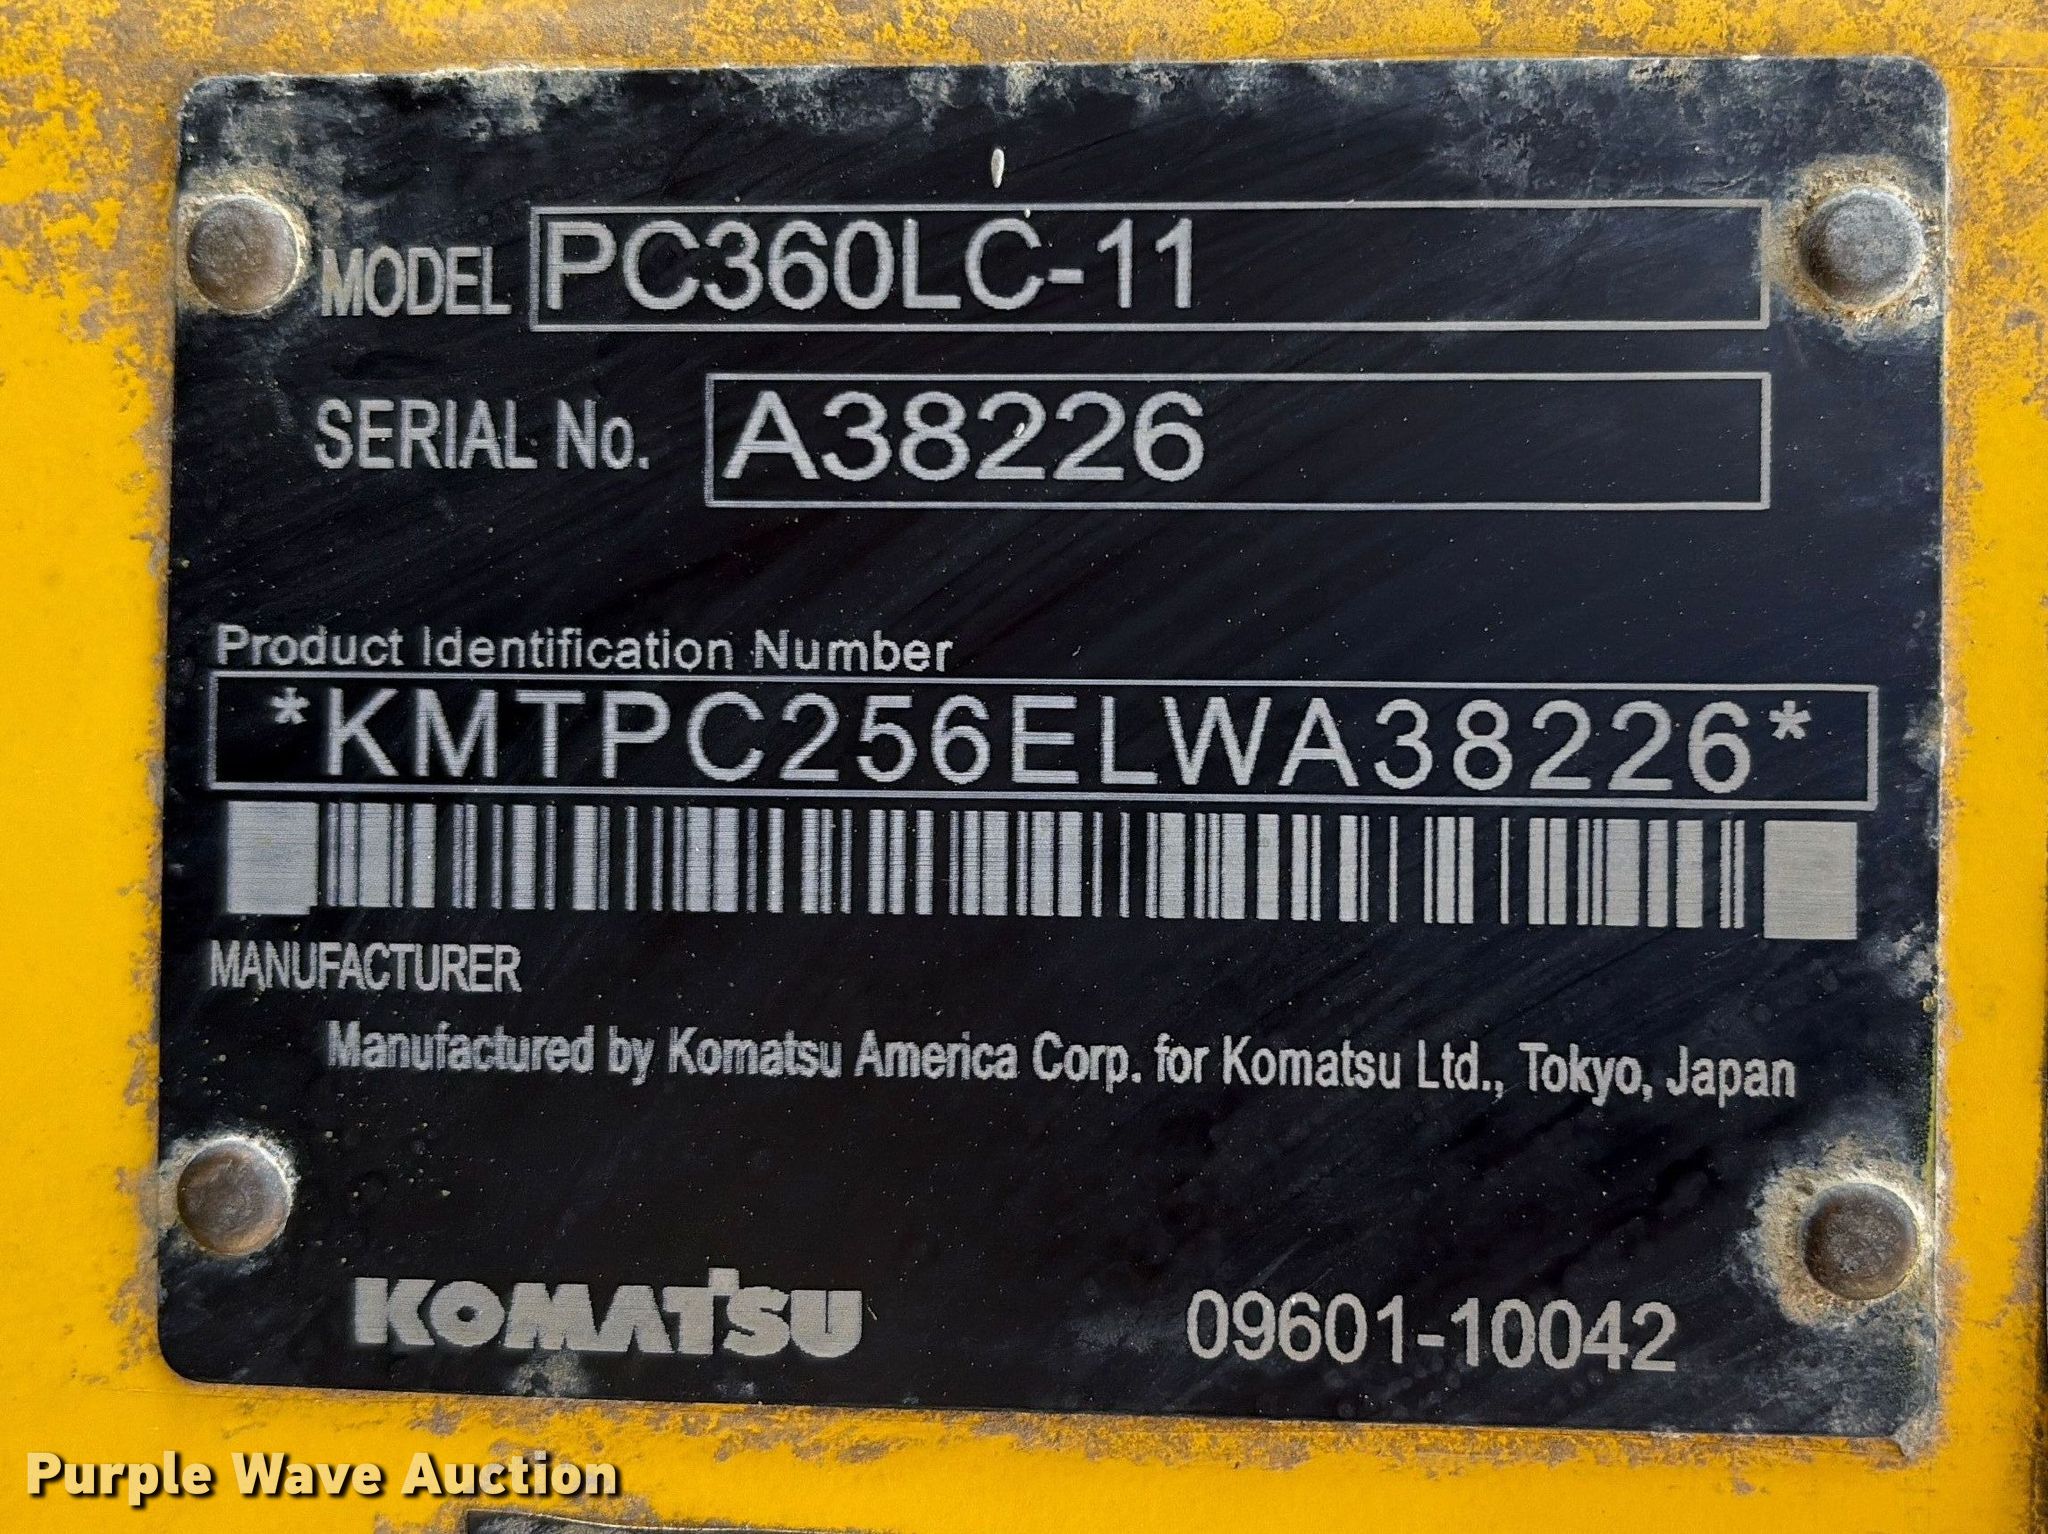 MODEL PC360LC-11
SERIAL No. A38226
Product Identification Number
*KMTPC256ELWA38226*
MANUFACTURER
Manufactured by Komatsu America Corp. for Komatsu Ltd., Tokyo, Japan
KOMATSU 09601-10042
Purple Wave Auction